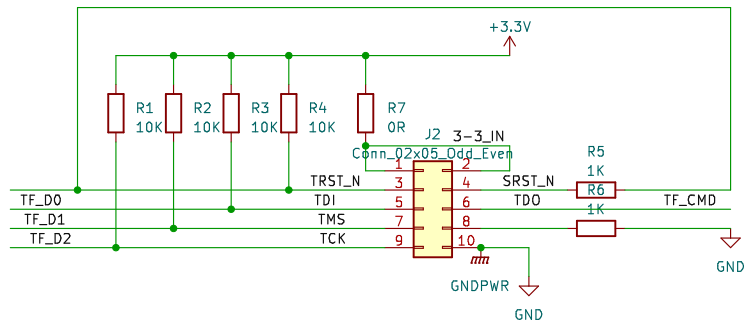 +3.3V
R1
10K
R2
10K
R3
10K
R4
10K
R7
0R
J2
3-3_IN
Conn_02x05_Odd_Even
R5
1K
1
2
TRST_N
3
4
SRST_N
R6
1K
TF_D0
TDI
5
6
TDO
TF_CMD
TF_D1
TMS
7
8
TF_D2
TCK
9
10
GND
GNDPWR
GND